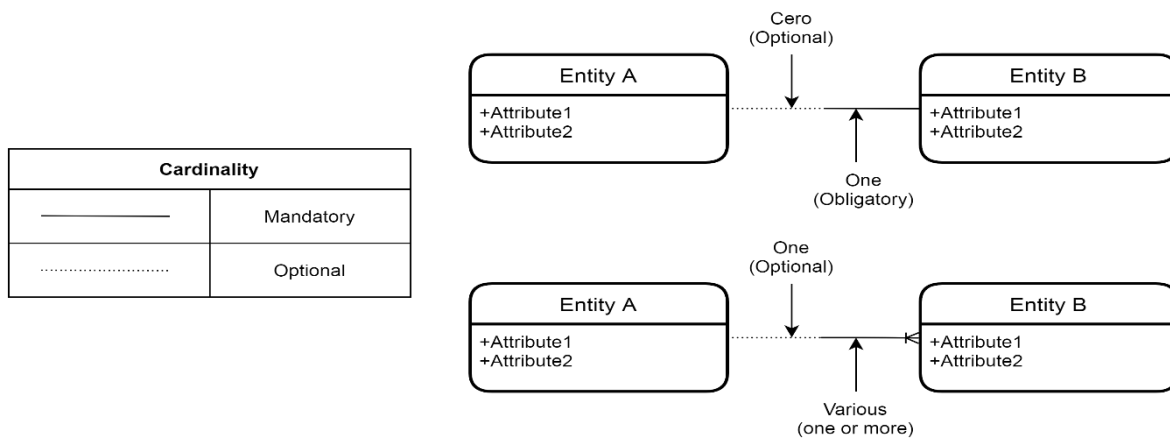 Cardinality
Mandatory
Optional
Cero
(Optional)
Entity A
+Attribute1
+Attribute2
Entity B
+Attribute1
+Attribute2
One
(Obligatory)
One
(Optional)
Entity A
+Attribute1
+Attribute2
Entity B
+Attribute1
+Attribute2
Various
(one or more)